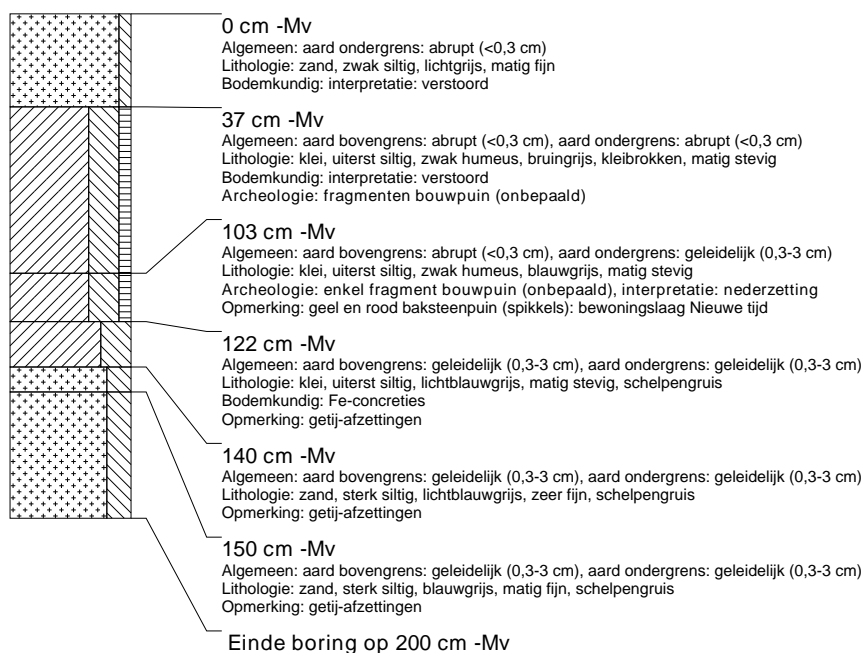 0 cm -Mv
Algemeen: aard ondergrens: abrupt (<0,3 cm)
Lithologie: zand, zwak siltig, lichtgrijs, matig fijn
Bodemkundig: interpretatie: verstoord
37 cm -Mv
Algemeen: aard bovengrens: abrupt (<0,3 cm), aard ondergrens: abrupt (<0,3 cm)
Lithologie: klei, uiterst siltig, zwak humeus, bruingrijs, kleibrokken, matig stevig
Bodemkundig: interpretatie: verstoord
Archeologie: fragmenten bouwpuin (onbepaald)
103 cm -Mv
Algemeen: aard bovengrens: abrupt (<0,3 cm), aard ondergrens: geleidelijk (0,3-3 cm)
Lithologie: klei, uiterst siltig, zwak humeus, blauwgrijs, matig stevig
Archeologie: enkel fragment bouwpuin (onbepaald), interpretatie: nederzetting
Opmerking: geel en rood baksteenpuin (spikkels): bewoningslaag Nieuwe tijd
122 cm -Mv
Algemeen: aard bovengrens: geleidelijk (0,3-3 cm), aard ondergrens: geleidelijk (0,3-3 cm)
Lithologie: klei, uiterst siltig, lichtblauwgrijs, matig stevig, schelpengruis
Bodemkundig: Fe-concreties
Opmerking: getij-afzettingen
140 cm -Mv
Algemeen: aard bovengrens: geleidelijk (0,3-3 cm), aard ondergrens: geleidelijk (0,3-3 cm)
Lithologie: zand, sterk siltig, lichtblauwgrijs, zeer fijn, schelpengruis
Opmerking: getij-afzettingen
150 cm -Mv
Algemeen: aard bovengrens: geleidelijk (0,3-3 cm), aard ondergrens: geleidelijk (0,3-3 cm)
Lithologie: zand, sterk siltig, blauwgrijs, matig fijn, schelpengruis
Opmerking: getij-afzettingen
Einde boring op 200 cm -Mv